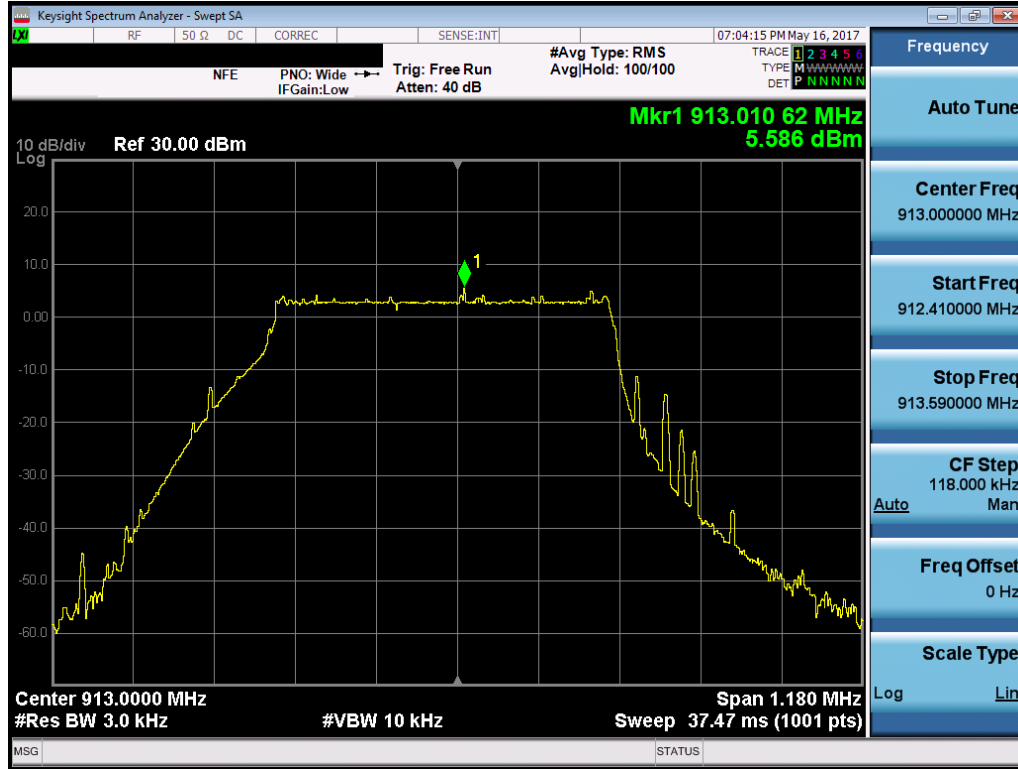 Keysight Spectrum Analyzer - Swept SA
LXI RF 50 Ω DC CORREC SENSE:INT 07:04:15 PM May 16, 2017
#Avg Type: RMS TRACE 1 2 3 4 5 6
NFE PNO: Wide Trig: Free Run Avg|Hold: 100/100 TYPE M WWWWW
IFGain:Low Atten: 40 dB DET P N N N N N
Mkr1 913.010 62 MHz
5.586 dBm
10 dB/div Ref 30.00 dBm
Log
20.0
10.0
1
0.00
-10.0
-20.0
-30.0
-40.0
-50.0
-60.0
Center 913.0000 MHz Span 1.180 MHz
#Res BW 3.0 kHz #VBW 10 kHz Sweep 37.47 ms (1001 pts)
MSG STATUS
Frequency
Auto Tune
Center Freq
913.000000 MHz
Start Freq
912.410000 MHz
Stop Freq
913.590000 MHz
CF Step
118.000 kHz
Auto Man
Freq Offset
0 Hz
Scale Type
Log Lin